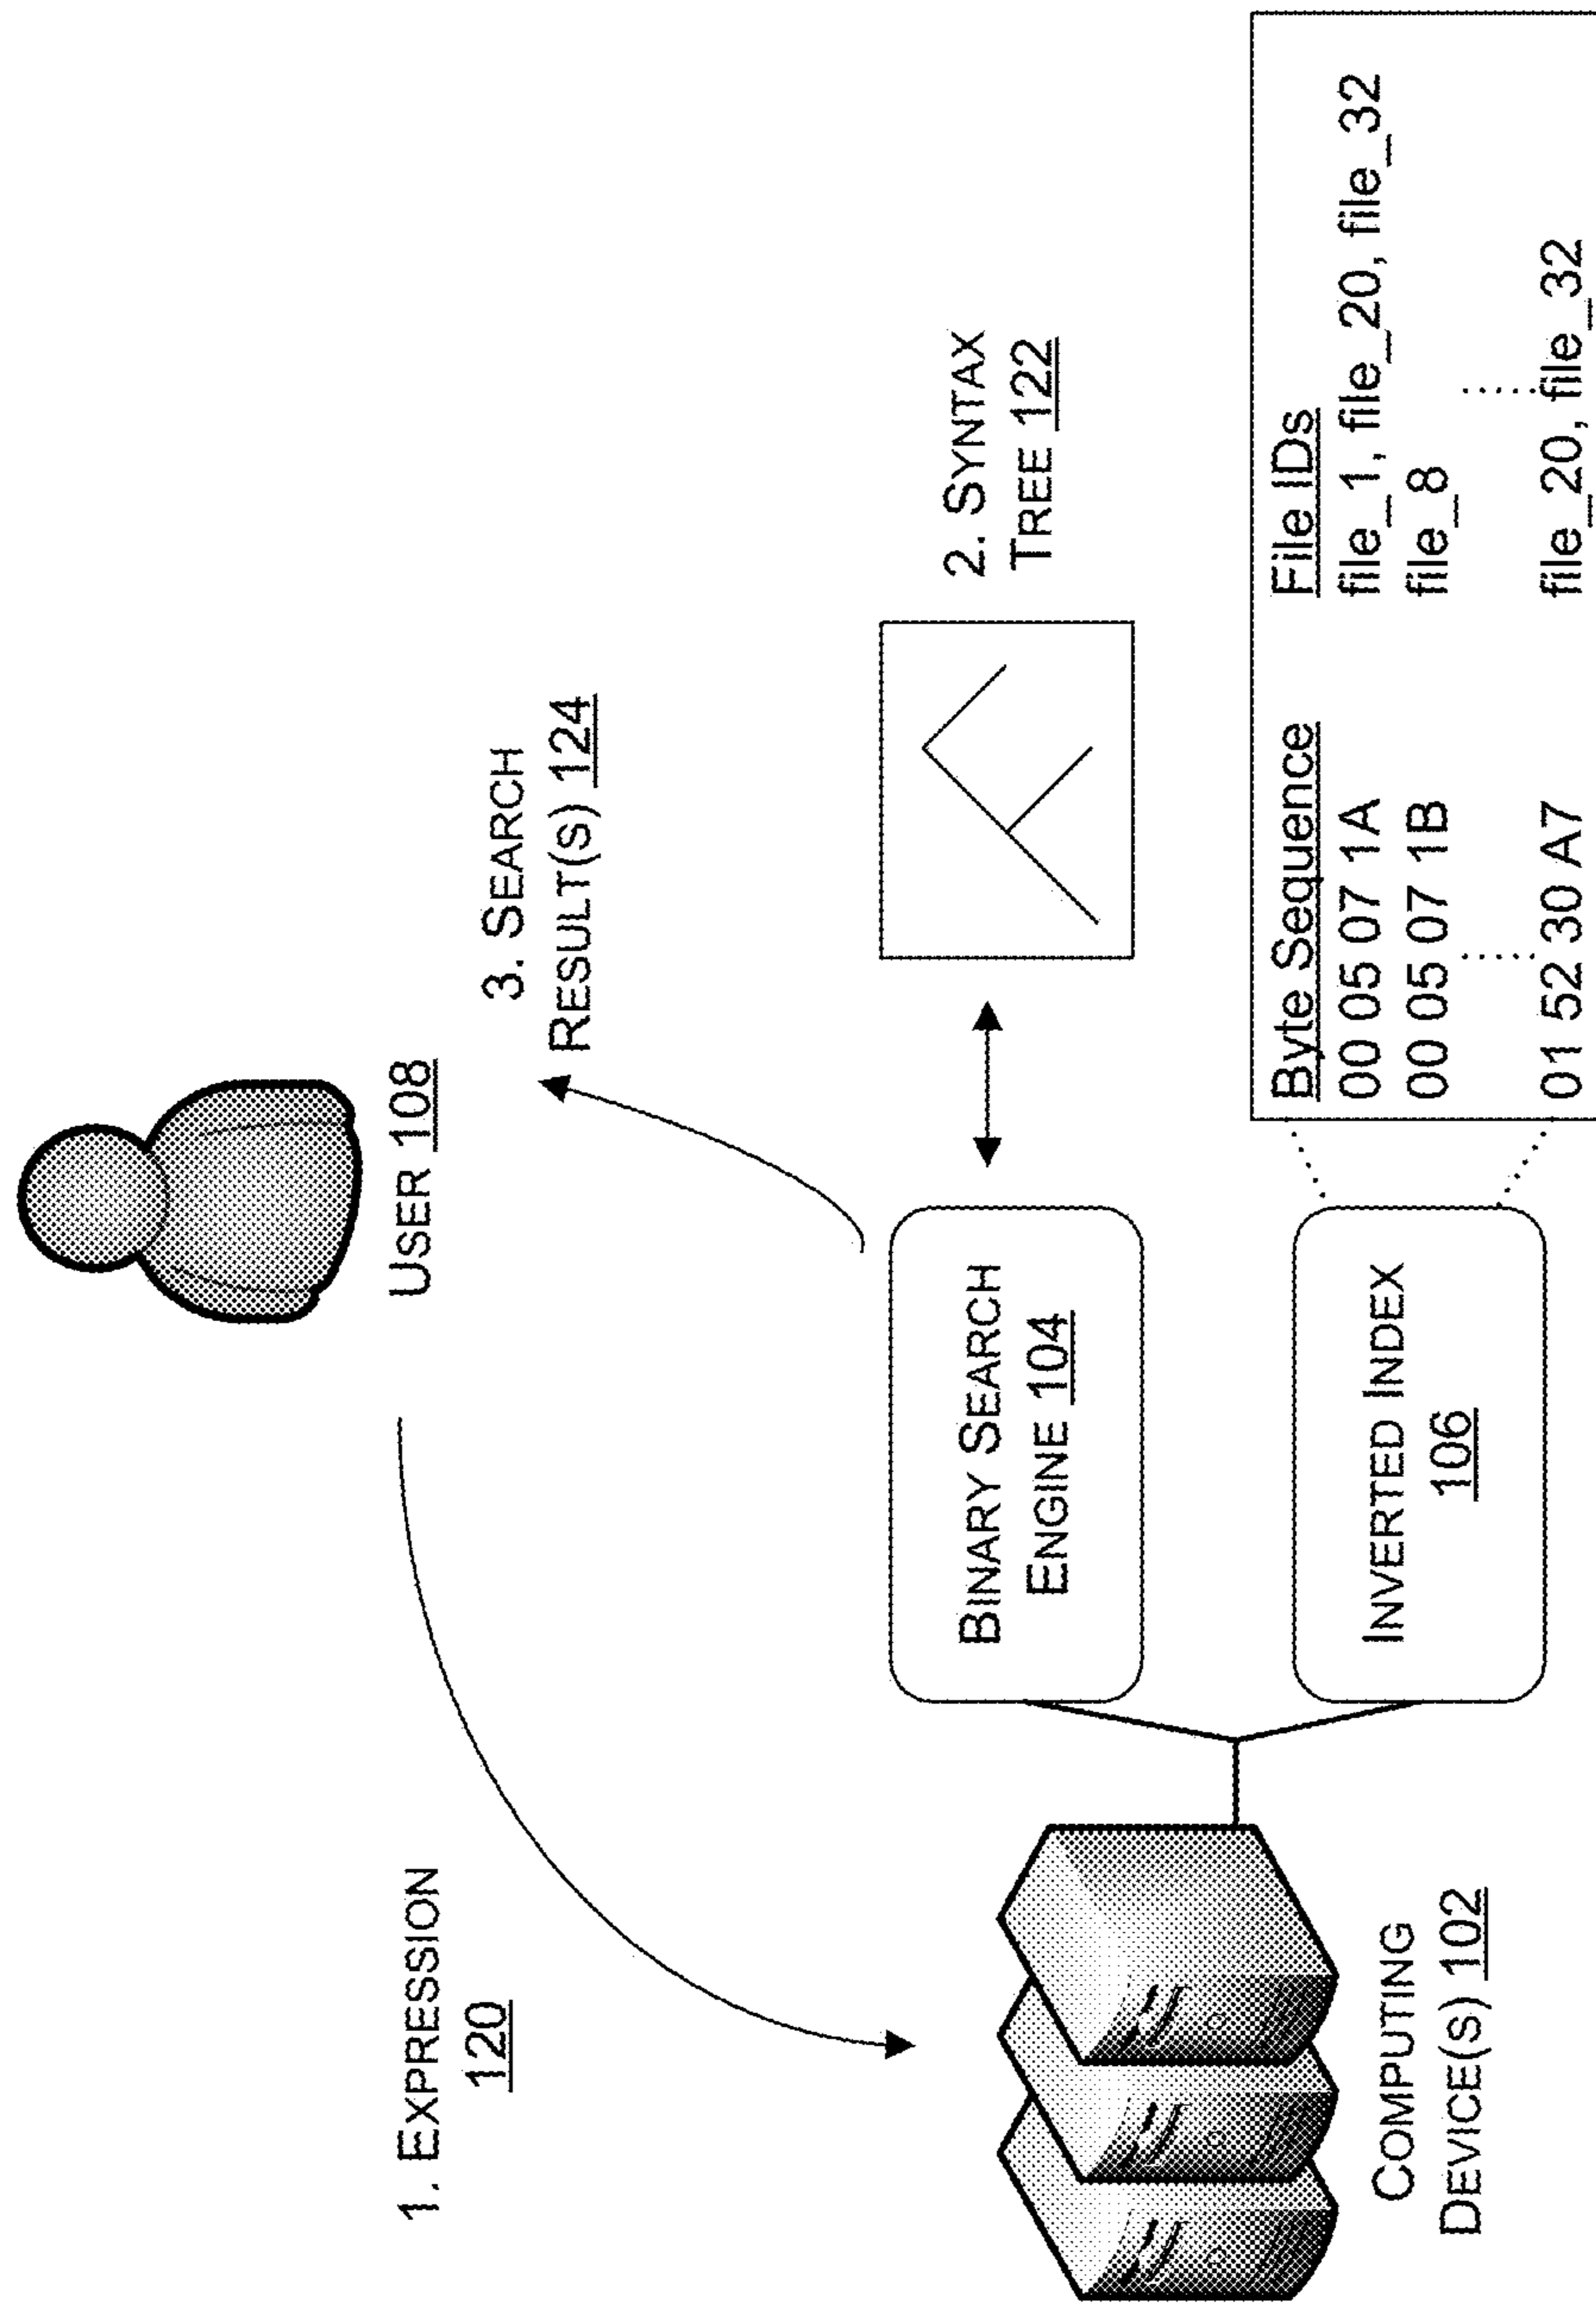 USER 108
1. EXPRESSION
120
3. SEARCH
RESULT(S) 124
BINARY SEARCH
ENGINE 104
2. SYNTAX
TREE 122
COMPUTING
DEVICE(S) 102
INVERTED INDEX
106
Byte Sequence File IDs
00 05 07 1A file_1, file_20, file_32
00 05 07 1B file_8
01 52 30 A7 file_20, file_32